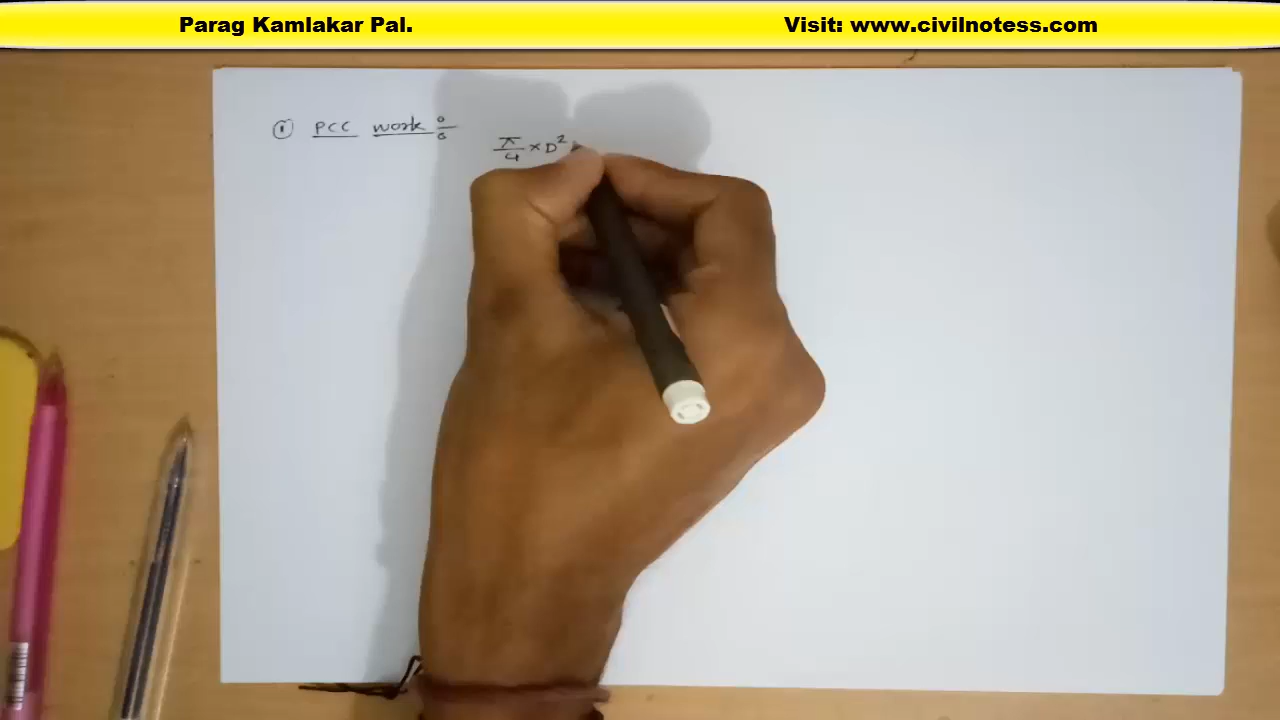 Parag Kamlakar Pal.
Visit: www.civilnotess.com
① PCC work :-
π/4 × D²